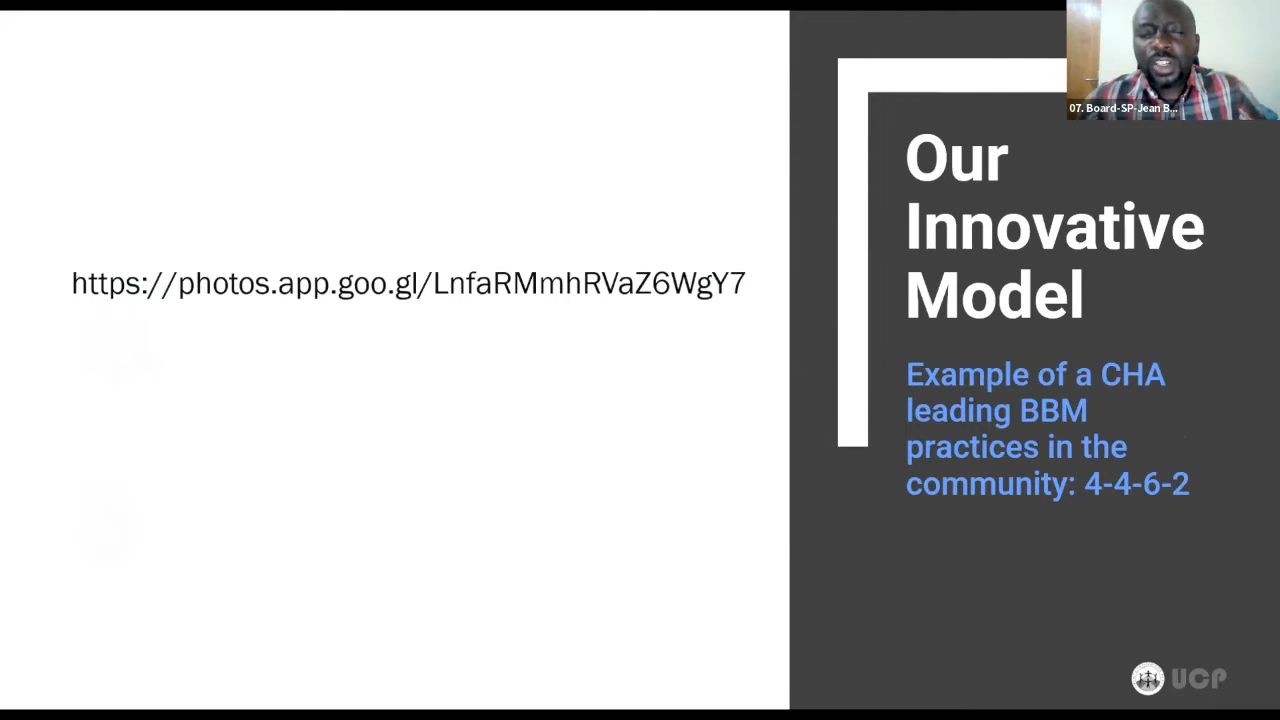 07. Board-SP-Jean B...
Our
Innovative
Model
https://photos.app.goo.gl/LnfaRMmhRVaZ6WgY7
Example of a CHA
leading BBM
practices in the
community: 4-4-6-2
UCP